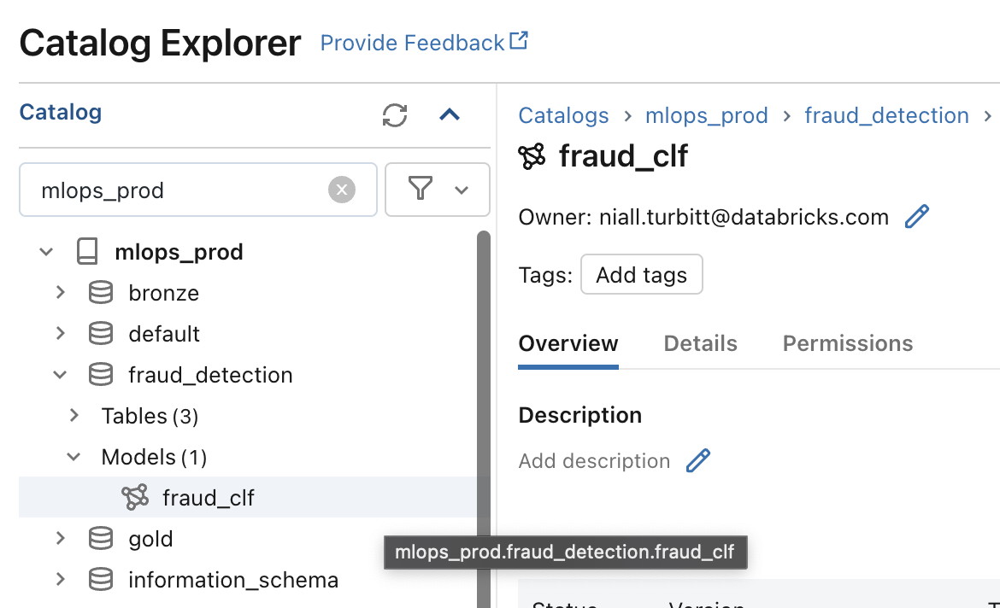 Catalog Explorer Provide Feedback
Catalog
mlops_prod
mlops_prod
bronze
default
fraud_detection
Tables (3)
Models (1)
fraud_clf
gold
information_schema
Catalogs > mlops_prod > fraud_detection >
fraud_clf
Owner: niall.turbitt@databricks.com
Tags: Add tags
Overview Details Permissions
Description
Add description
mlops_prod.fraud_detection.fraud_clf
Status Version